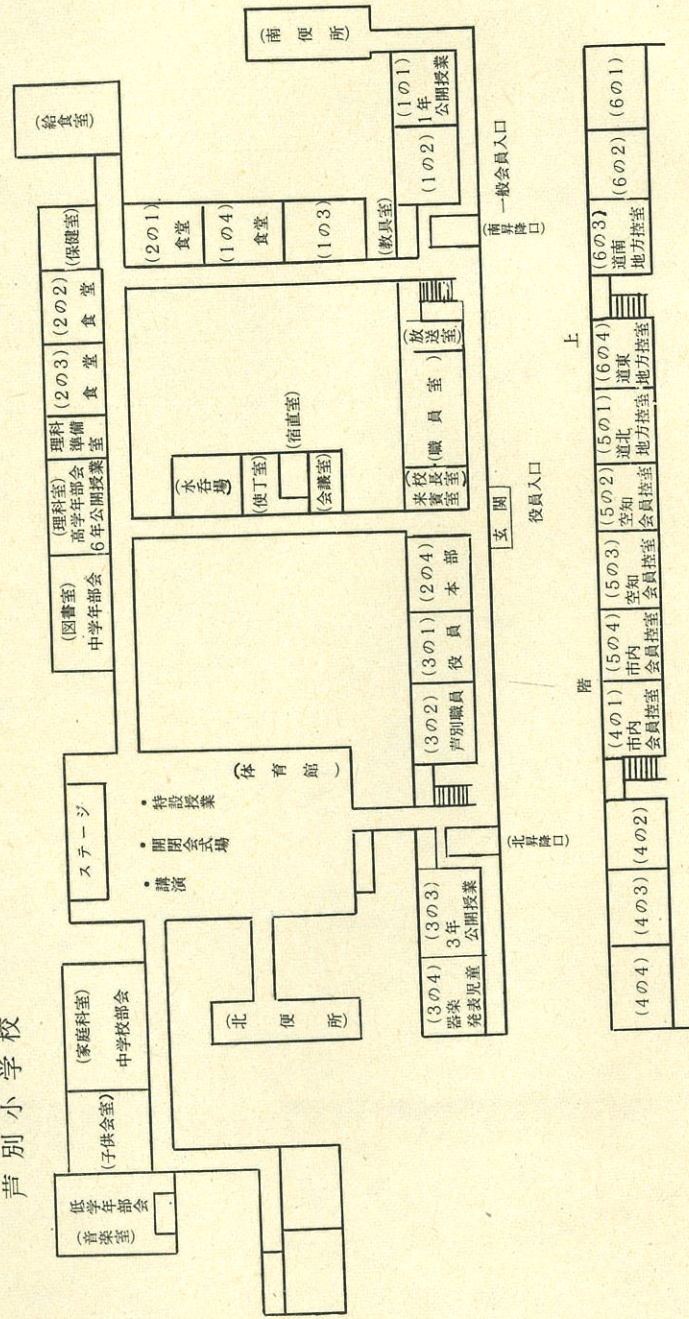 芦別小学校
(音楽室)
低学年部会
(子供会室)
(家庭科室)
中学校部会
ステージ
・講演
・開閉会式場
・特設授業
(体育館)
(図書室)
中学年部会
(理科室)
高学年部会
6年公開授業
理科準備室
(2の3)
食堂
(2の2)
食堂
(保健室)
(給食室)
(北便所)
(水呑場)
(使丁室)
(宿直室)
(会議室)
(2の1)
食堂
(1の4)
食堂
(1の3)
(教具室)
(南便所)
(3の4)
器楽
発表児童
(3の3)
3年
公開授業
(3の2)
芦別職員
(3の1)
役員
(2の4)
本部
(校長室)
来賓室
(職員室)
(放送室)
(1の2)
(1の1)
1年
公開授業
(北昇降口)
玄関
役員入口
(南昇降口)
一般会員入口
階上
(4の4)
(4の3)
(4の2)
(4の1)
市内
会員控室
(5の4)
市内
会員控室
(5の3)
空知
会員控室
(5の2)
空知
会員控室
(5の1)
道北
地方控室
(6の4)
道東
地方控室
(6の3)
道南
地方控室
(6の2)
(6の1)